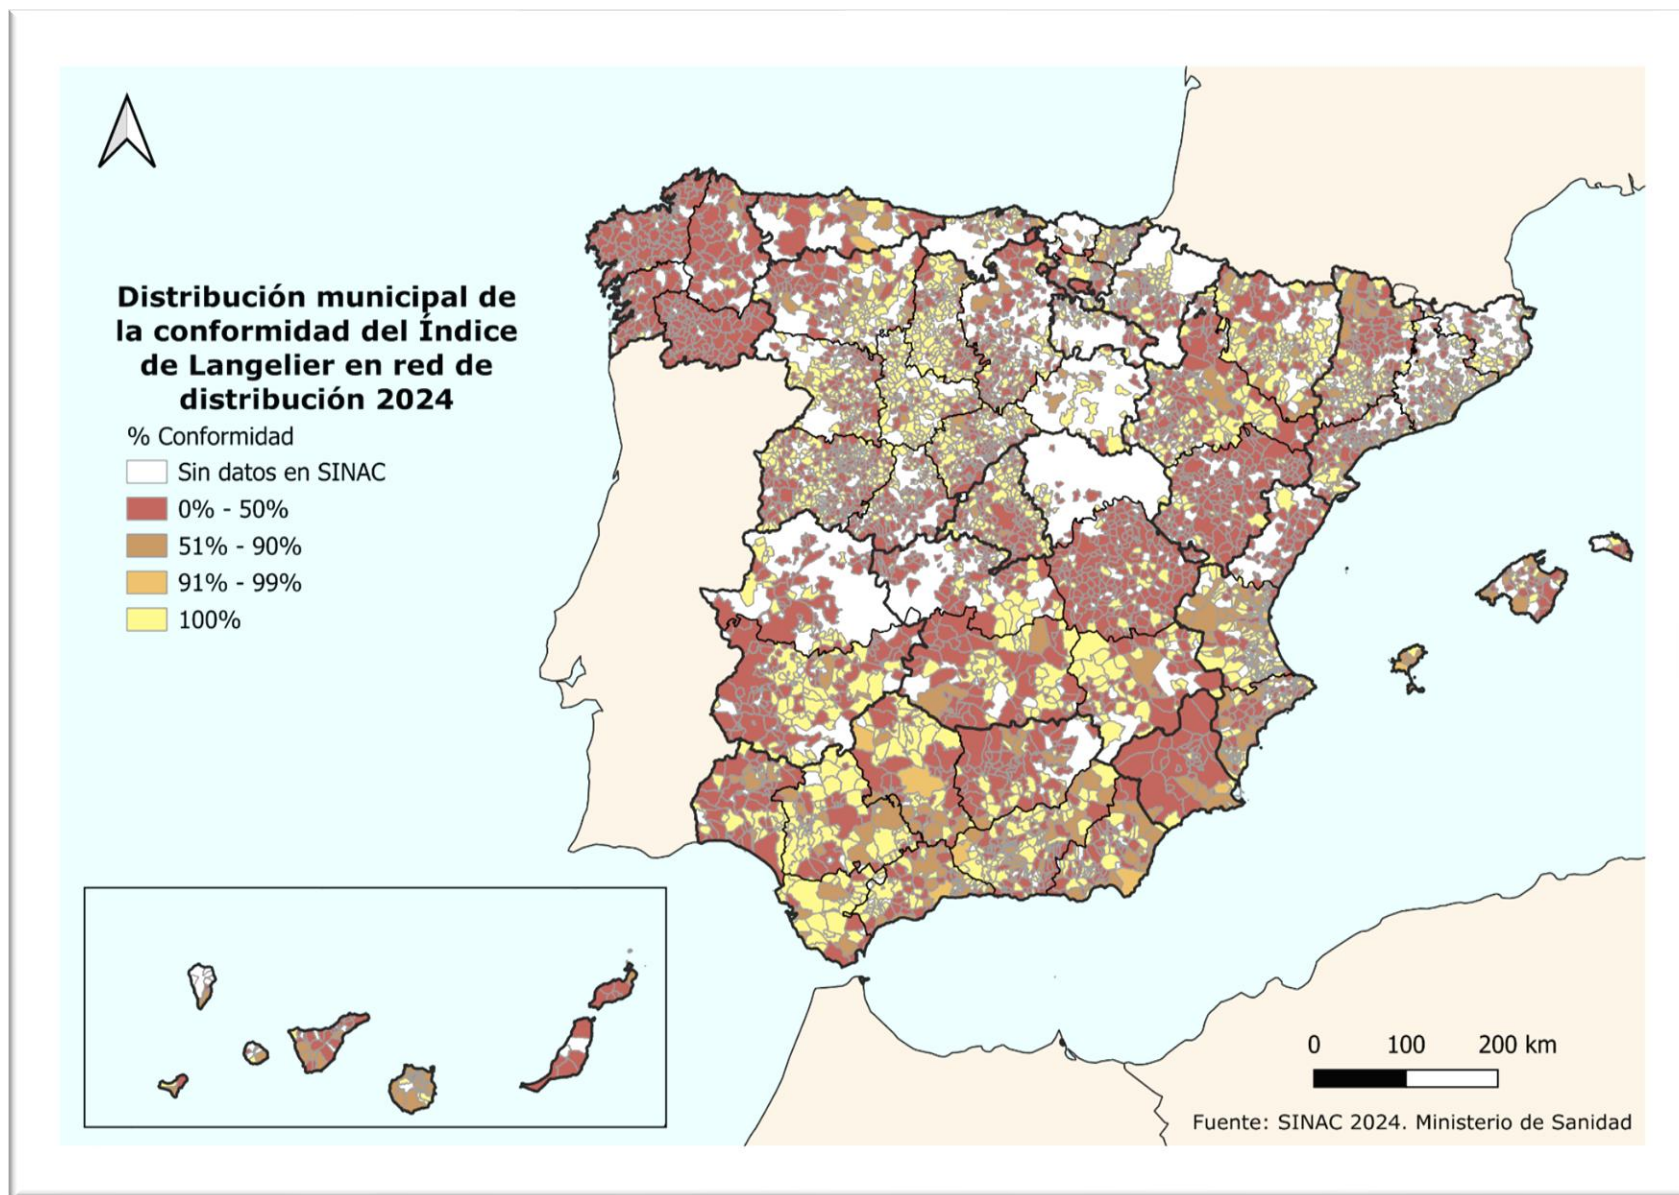 Distribución municipal de
la conformidad del Índice
de Langelier en red de
distribución 2024
% Conformidad
Sin datos en SINAC
0% - 50%
51% - 90%
91% - 99%
100%
0 100 200 km
Fuente: SINAC 2024. Ministerio de Sanidad